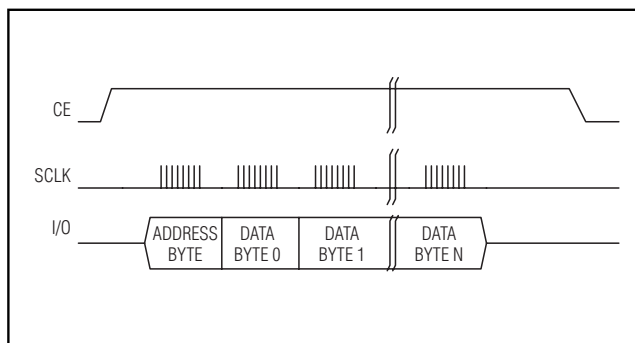 CE
SCLK
I/O
ADDRESS
BYTE
DATA
BYTE 0
DATA
BYTE 1
DATA
BYTE N